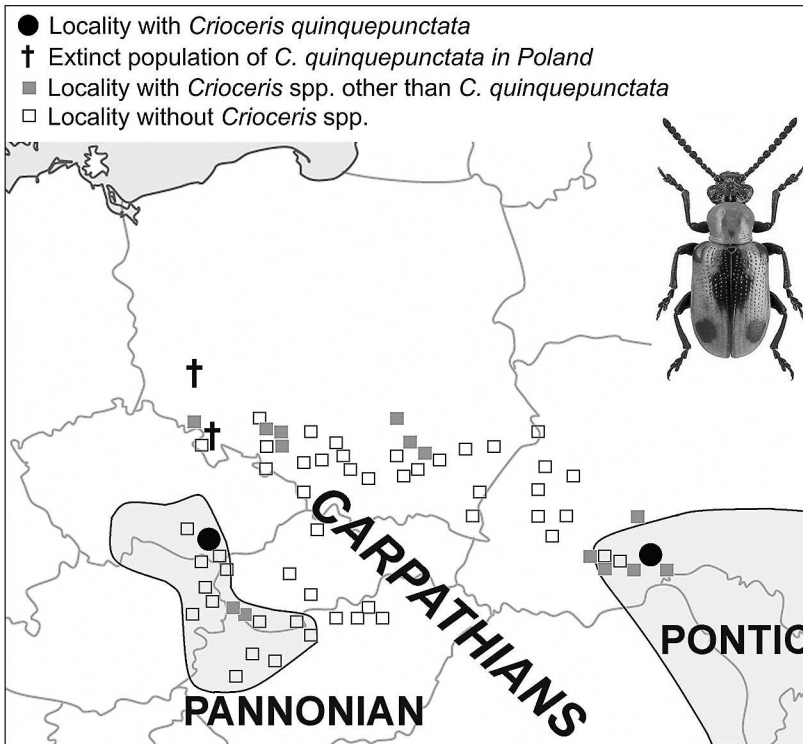 Locality with Crioceris quinquepunctata
† Extinct population of C. quinquepunctata in Poland
Locality with Crioceris spp. other than C. quinquepunctata
Locality without Crioceris spp.
†
†
CARPATHIANS
PONTIC
PANNONIAN